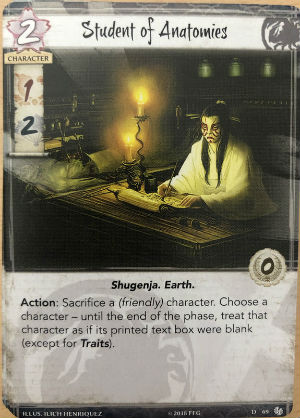 2
Student of Anatomies
CHARACTER
1
2
0
Shugenja. Earth.
Action: Sacrifice a (friendly) character. Choose a
character – until the end of the phase, treat that
character as if its printed text box were blank
(except for Traits).
ILLUS. ILICH HENRIQUEZ
© 2018 FFG
D 69